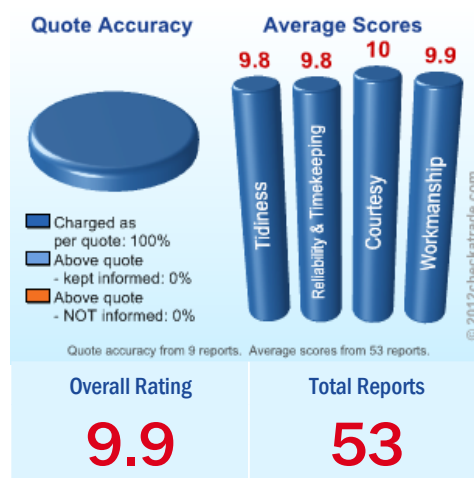 Quote Accuracy
Average Scores
9.8
9.8
10
9.9
Tidiness
Reliability & Timekeeping
Courtesy
Workmanship
Charged as
per quote: 100%
Above quote
- kept informed: 0%
Above quote
- NOT informed: 0%
© 2012checkatrade.com
Quote accuracy from 9 reports. Average scores from 53 reports.
Overall Rating
Total Reports
9.9
53